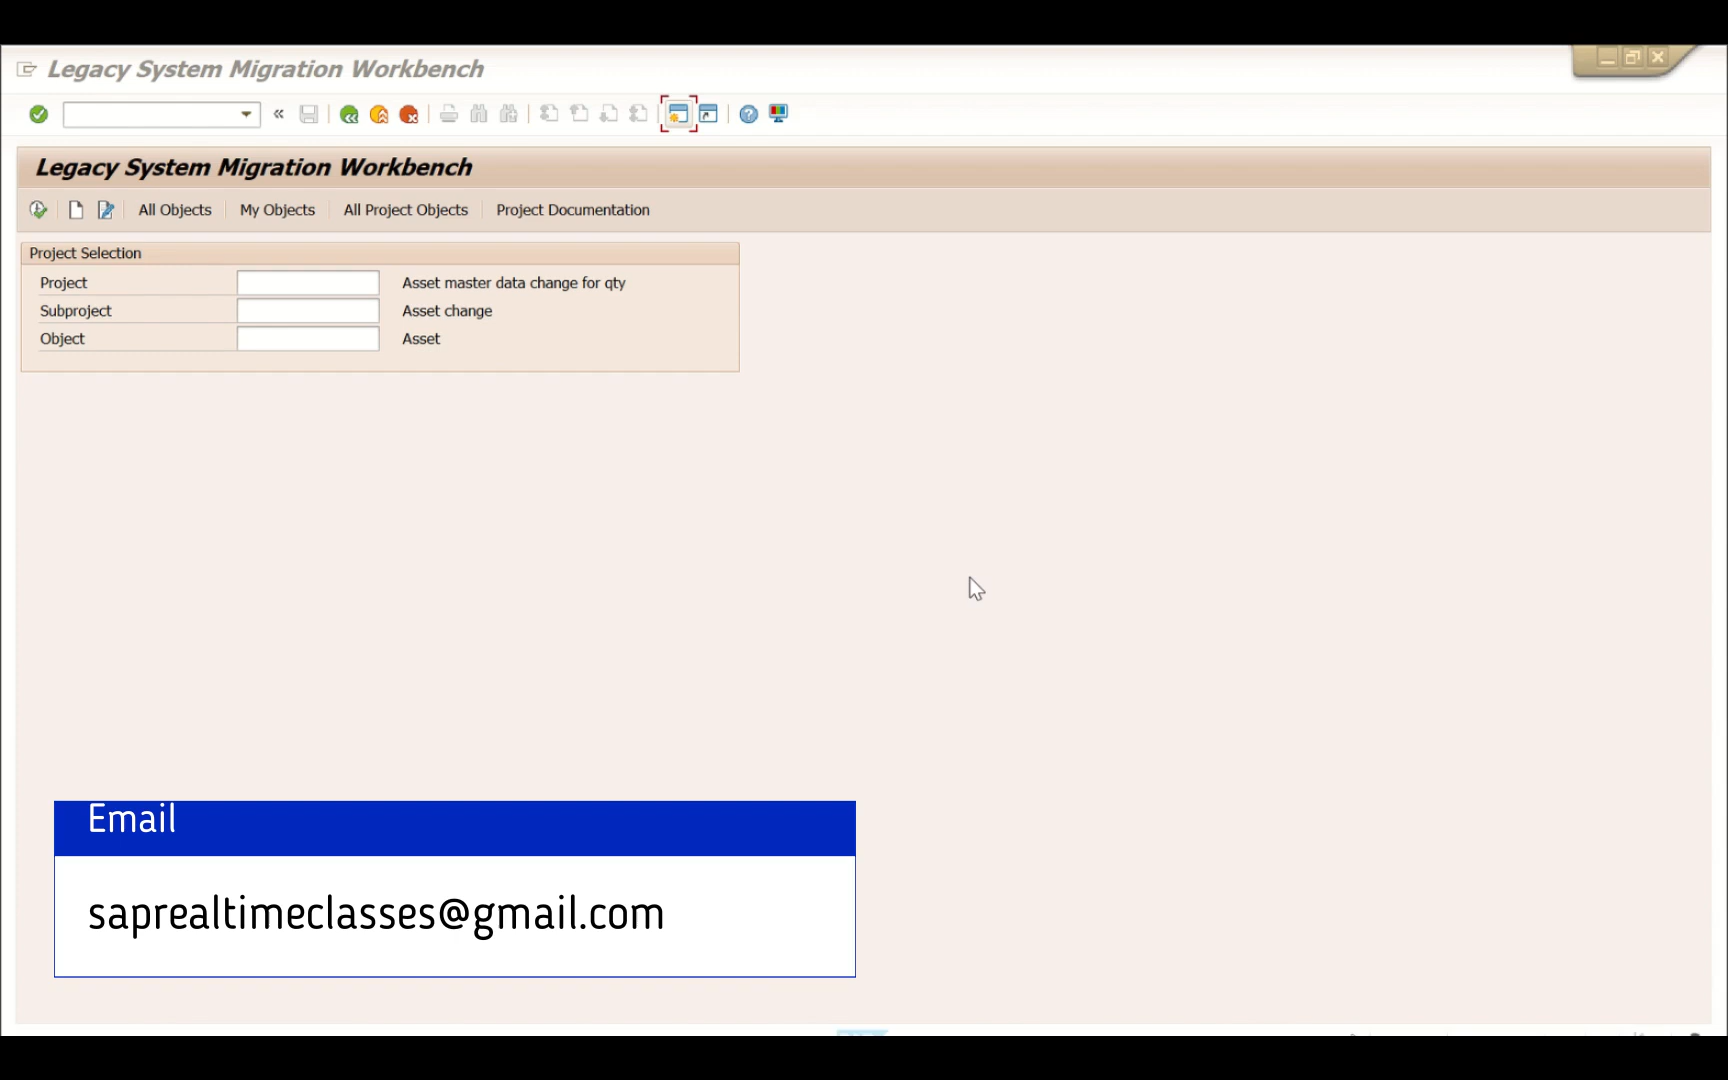 Legacy System Migration Workbench
Legacy System Migration Workbench
All Objects My Objects All Project Objects Project Documentation
Project Selection
Project Asset master data change for qty
Subproject Asset change
Object Asset
Email
saprealtimeclasses@gmail.com